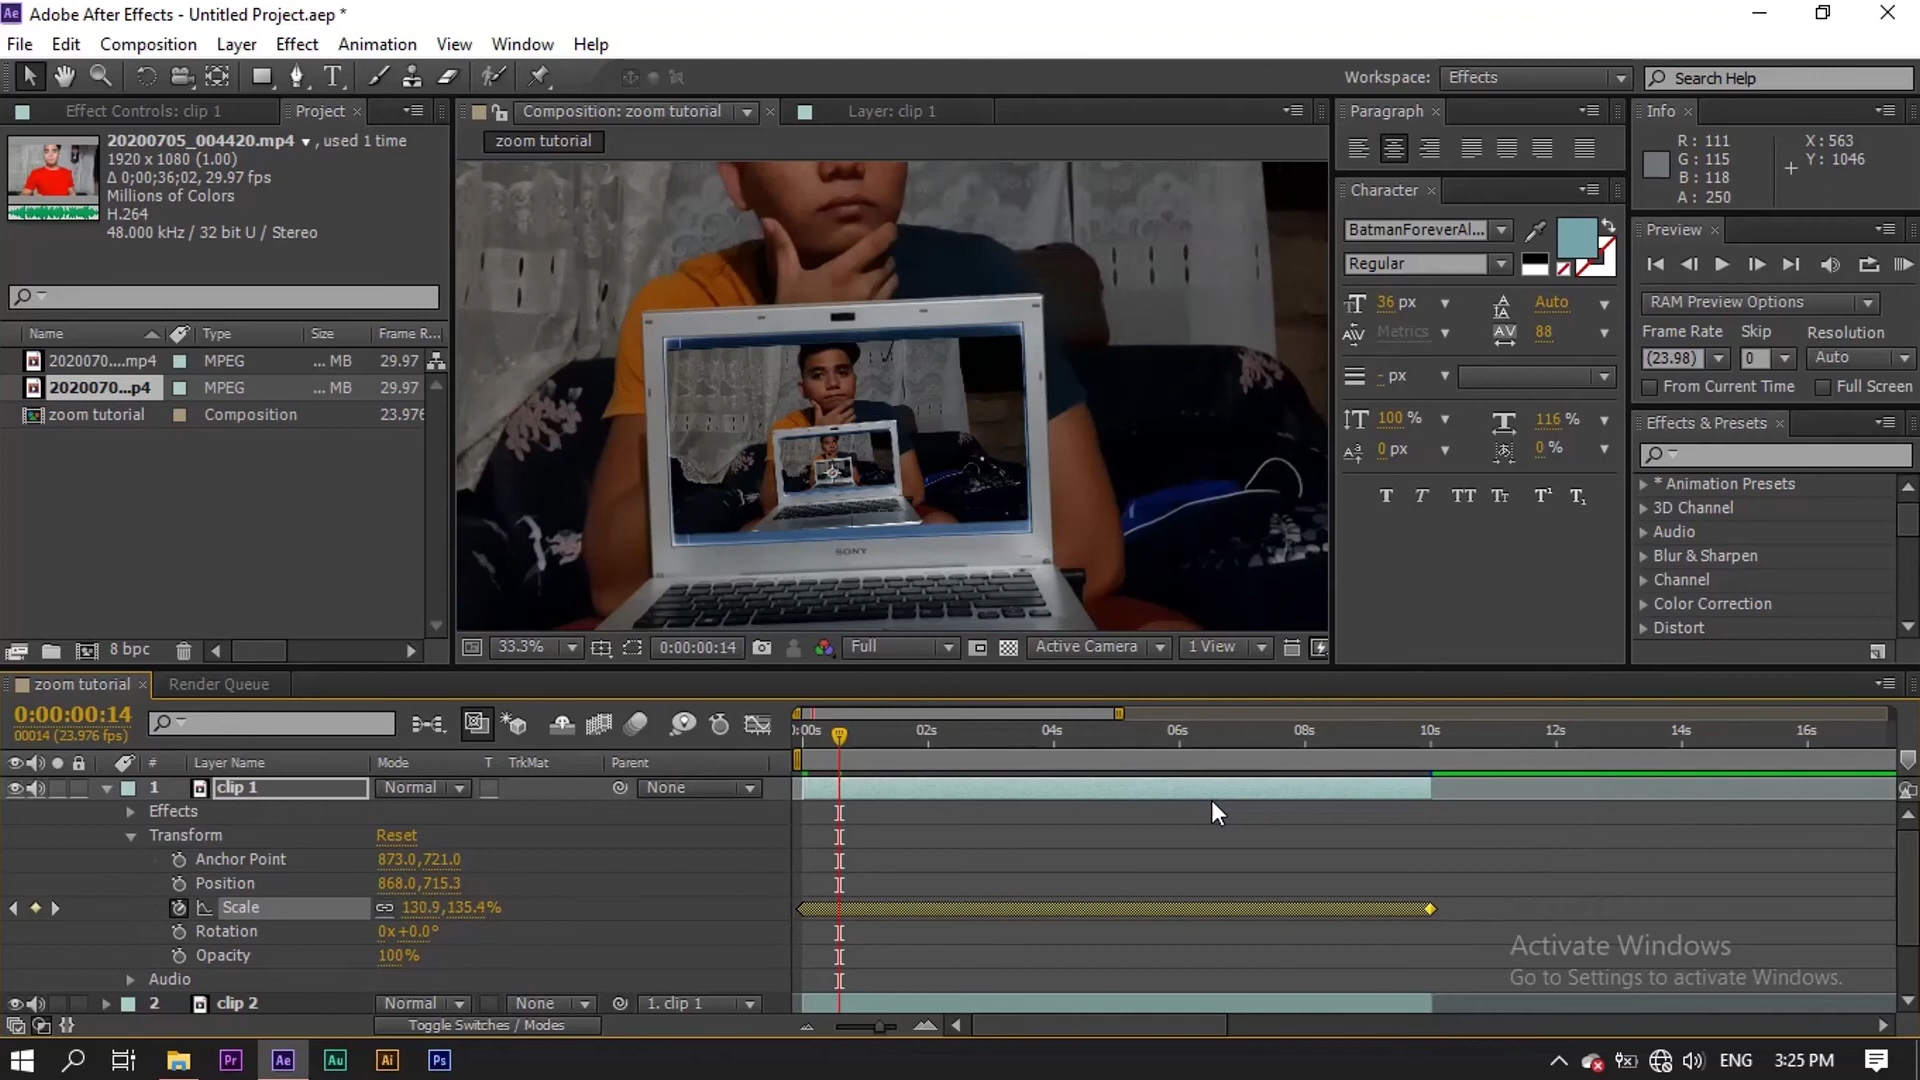 Adobe After Effects - Untitled Project.aep *
File Edit Composition Layer Effect Animation View Window Help
Workspace: Effects Search Help
Effect Controls: clip 1 Project Composition: zoom tutorial Layer: clip 1
zoom tutorial
20200705_004420.mp4 , used 1 time
1920 x 1080 (1.00)
Δ 0;00;36;02, 29.97 fps
Millions of Colors
H.264
48.000 kHz / 32 bit U / Stereo
Name Type Size Frame R...
2020070....mp4 MPEG ... MB 29.97
2020070...p4 MPEG ... MB 29.97
zoom tutorial Composition 23.976
8 bpc
SONY
33.3% 0:00:00:14 Full Active Camera 1 View
Paragraph
Character
BatmanForeverAl...
Regular
36 px Auto
Metrics 88
- px
100 % 116 %
0 px 0 %
T T TT Tt T¹ T₁
Info
R: 111 X: 563
G: 115 Y: 1046
B: 118
A: 250
Preview
RAM Preview Options
Frame Rate Skip Resolution
(23.98) 0 Auto
From Current Time Full Screen
Effects & Presets
* Animation Presets
3D Channel
Audio
Blur & Sharpen
Channel
Color Correction
Distort
zoom tutorial Render Queue
0:00:00:14
00014 (23.976 fps)
0:00s 02s 04s 06s 08s 10s 12s 14s 16s
# Layer Name Mode T TrkMat Parent
1 clip 1 Normal None
Effects
Transform Reset
Anchor Point 873.0,721.0
Position 868.0,715.3
Scale 130.9,135.4%
Rotation 0x+0.0°
Opacity 100%
Audio
2 clip 2 Normal None 1. clip 1
Toggle Switches / Modes
Activate Windows
Go to Settings to activate Windows.
Pr Ae Au Ai Ps
ENG 3:25 PM